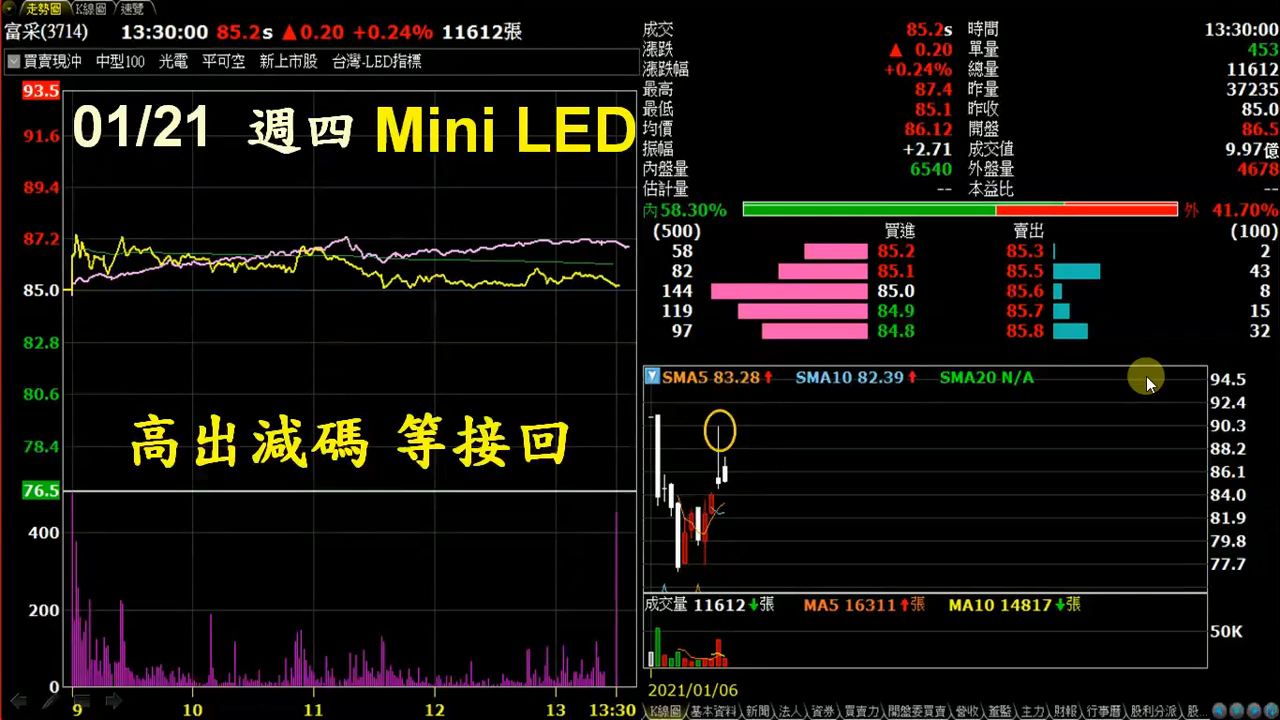 走勢圖 K線圖 速覽
富采(3714) 13:30:00 85.2s ▲0.20 +0.24% 11612張
買賣現沖 中型100 光電 平可空 新上市股 台灣-LED指標
93.5
01/21 週四 Mini LED
91.6
89.4
87.2
85.0
82.8
80.6
高出減碼 等接回
78.4
76.5
400
200
0
9 10 11 12 13 13:30
成交 85.2s 時間 13:30:00
漲跌 ▲ 0.20 單量 453
漲跌幅 +0.24% 總量 11612
最高 87.4 昨量 37235
最低 85.1 昨收 85.0
均價 86.12 開盤 86.5
振幅 +2.71 成交值 9.97億
內盤量 6540 外盤量 4678
估計量 -- 本益比 --
內58.30% 外 41.70%
(500) 買進 賣出 (100)
58 85.2 85.3 2
82 85.1 85.5 43
144 85.0 85.6 8
119 84.9 85.7 15
97 84.8 85.8 32
SMA5 83.28 SMA10 82.39 SMA20 N/A
94.5
92.4
90.3
88.2
86.1
84.0
81.9
79.8
77.7
成交量 11612張 MA5 16311張 MA10 14817張
50K
2021/01/06
K線圖 基本資料 新聞 法人 資券 買賣力 開盤委買賣 營收 董監 主力 財報 行事曆 股利分派 股